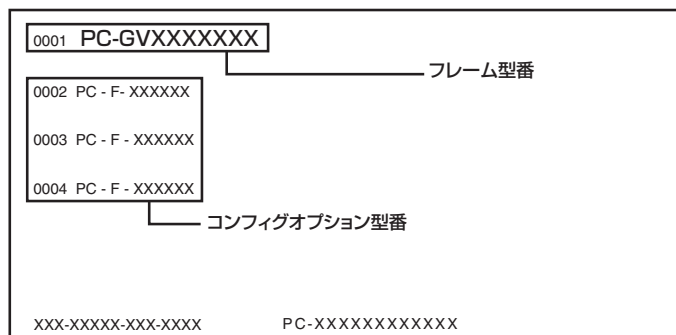 0001 PC-GVXXXXXXX
フレーム型番
0002 PC - F- XXXXXX
0003 PC - F - XXXXXX
0004 PC - F - XXXXXX
コンフィグオプション型番
XXX-XXXXX-XXX-XXXX PC-XXXXXXXXXXXX